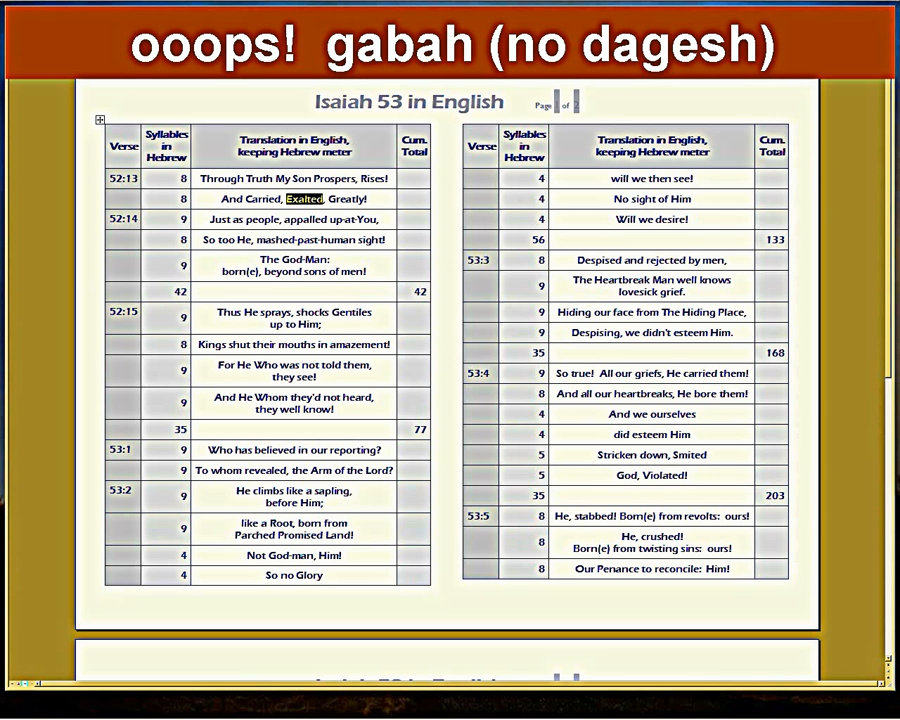 ooops!  gabah (no dagesh)
Isaiah 53 in English Page 1 of 2
Verse Syllables in Hebrew Translation in English, keeping Hebrew meter Cum. Total
52:13 8 Through Truth My Son Prospers, Rises!
8 And Carried, Exalted, Greatly!
52:14 9 Just as people, appalled up-at-You,
8 So too He, mashed-past-human sight!
9 The God-Man:
born(e), beyond sons of men!
42 42
52:15 9 Thus He sprays, shocks Gentiles
up to Him;
8 Kings shut their mouths in amazement!
9 For He Who was not told them,
they see!
9 And He Whom they'd not heard,
they well know!
35 77
53:1 9 Who has believed in our reporting?
9 To whom revealed, the Arm of the Lord?
53:2 9 He climbs like a sapling,
before Him;
9 like a Root, born from
Parched Promised Land!
4 Not God-man, Him!
4 So no Glory
Verse Syllables in Hebrew Translation in English, keeping Hebrew meter Cum. Total
4 will we then see!
4 No sight of Him
4 Will we desire!
56 133
53:3 8 Despised and rejected by men,
9 The Heartbreak Man well knows
lovesick grief.
9 Hiding our face from The Hiding Place,
9 Despising, we didn't esteem Him.
35 168
53:4 9 So true!  All our griefs, He carried them!
8 And all our heartbreaks, He bore them!
4 And we ourselves
4 did esteem Him
5 Stricken down, Smited
5 God, Violated!
35 203
53:5 8 He, stabbed! Born(e) from revolts:  ours!
8 He, crushed!
Born(e) from twisting sins:  ours!
8 Our Penance to reconcile:  Him!